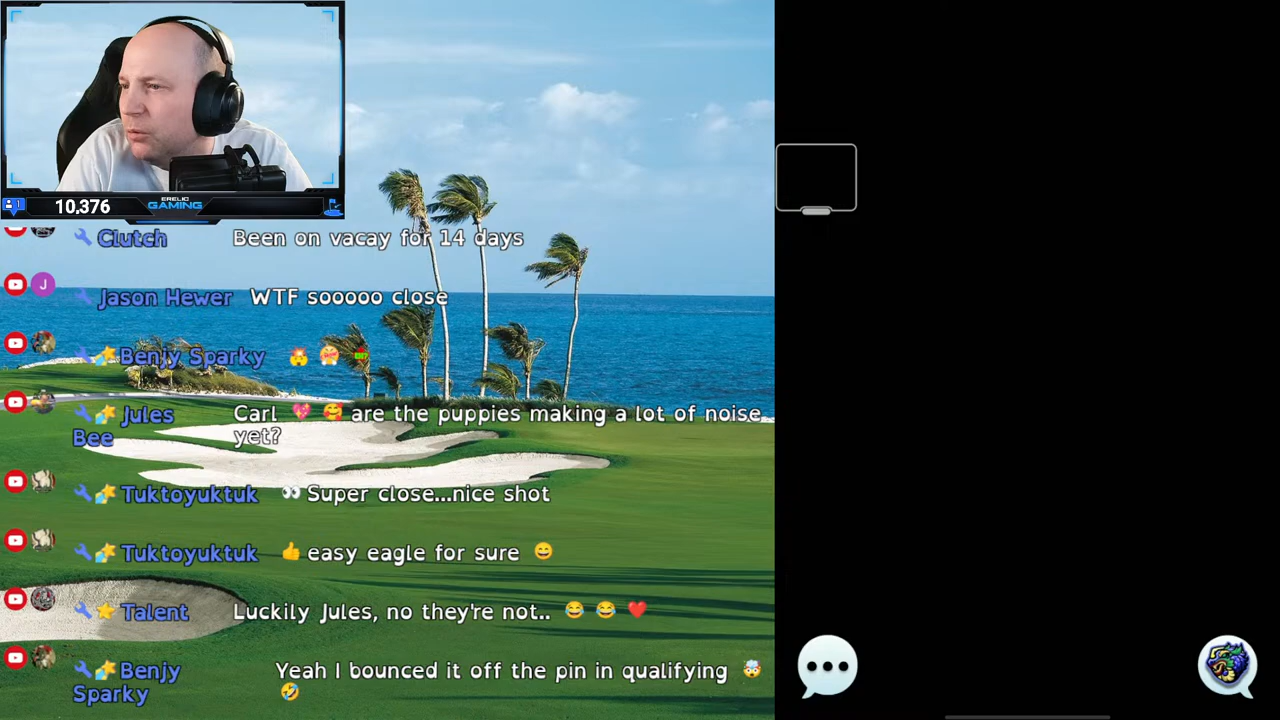 1
10,376
ERELIC
GAMING
Clutch Been on vacay for 14 days
J
Jason Hewer WTF sooooo close
Benjy Sparky
Jules Carl 💖 🥰 are the puppies making a lot of noise
Bee yet?
Tuktoyuktuk 👀Super close...nice shot
Tuktoyuktuk 👍easy eagle for sure 😄
Talent Luckily Jules, no they're not.. 😂 😂 ❤️
Benjy Yeah I bounced it off the pin in qualifying 🤯
Sparky 🤣